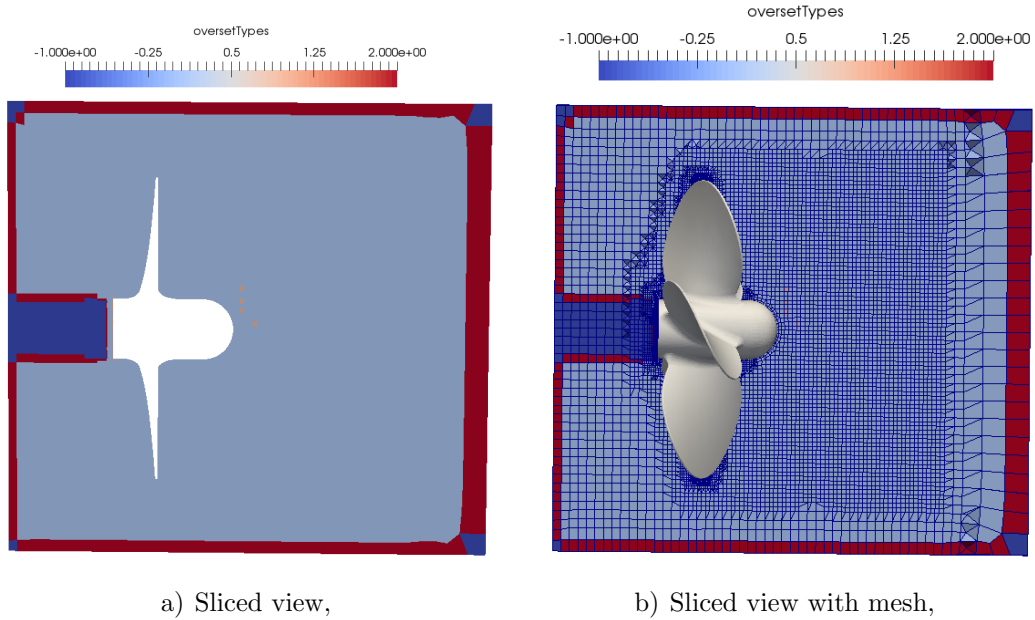 oversetTypes
-1.000e+00 -0.25 0.5 1.25 2.000e+00
oversetTypes
-1.000e+00 -0.25 0.5 1.25 2.000e+00
a) Sliced view,
b) Sliced view with mesh,